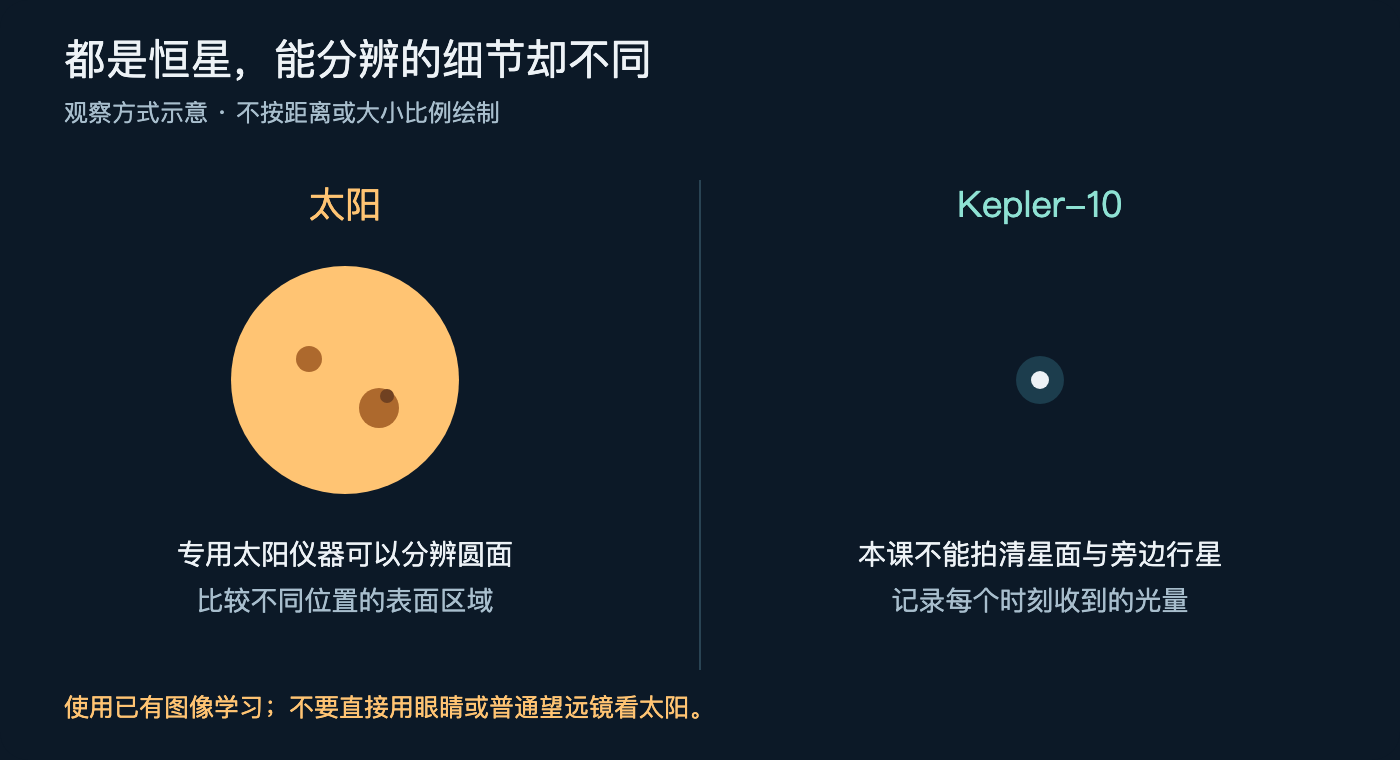 都是恒星，能分辨的细节却不同
观察方式示意 · 不按距离或大小比例绘制
太阳
Kepler–10
专用太阳仪器可以分辨圆面
比较不同位置的表面区域
本课不能拍清星面与旁边行星
记录每个时刻收到的光量
使用已有图像学习；不要直接用眼睛或普通望远镜看太阳。